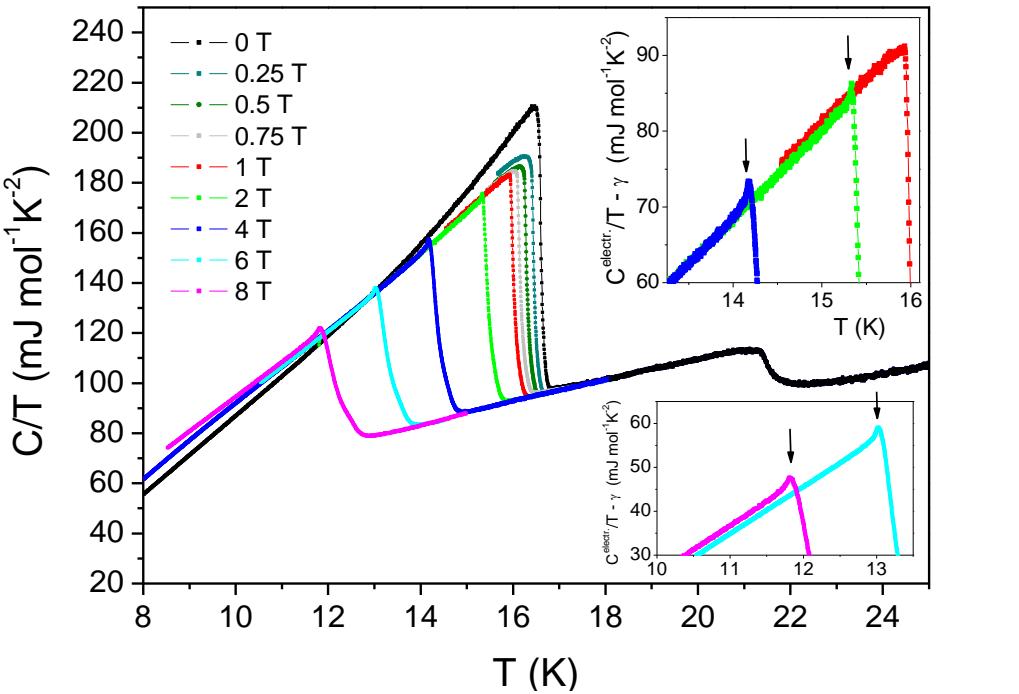 C/T (mJ mol⁻¹K⁻²)
240
220
200
180
160
140
120
100
80
60
40
20
8
10
12
14
16
18
20
22
24
T (K)
0 T
0.25 T
0.5 T
0.75 T
1 T
2 T
4 T
6 T
8 T
C^electr./T - γ (mJ mol⁻¹K⁻²)
90
80
70
60
14
15
16
T (K)
C^electr./T - γ (mJ mol⁻¹K⁻²)
60
50
40
30
10
11
12
13